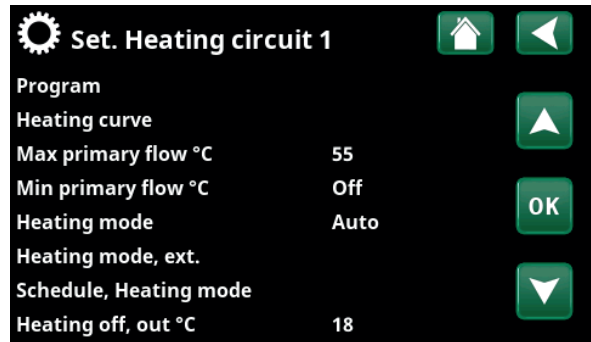 Set. Heating circuit 1
Program
Heating curve
Max primary flow °C 55
Min primary flow °C Off
Heating mode Auto
OK
Heating mode, ext.
Schedule, Heating mode
Heating off, out °C 18